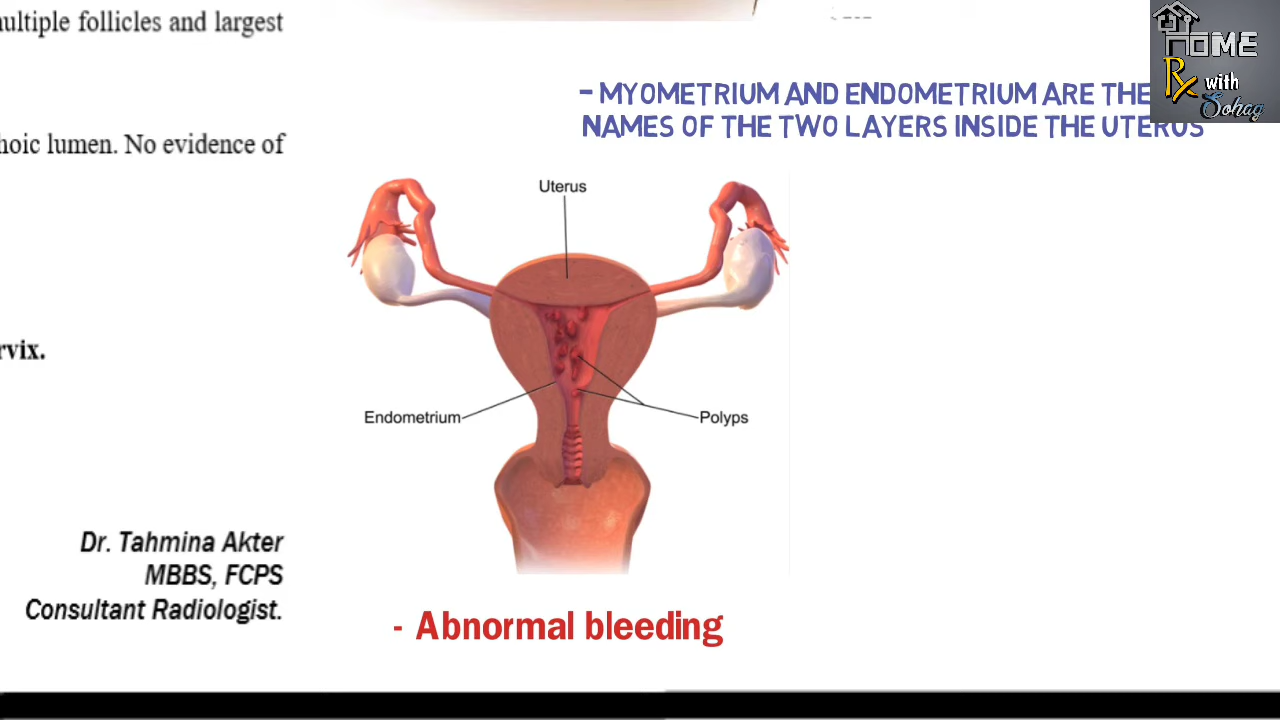 multiple follicles and largest
hoic lumen. No evidence of
rvix.
Dr. Tahmina Akter
MBBS, FCPS
Consultant Radiologist.
- MYOMETRIUM AND ENDOMETRIUM ARE THE
NAMES OF THE TWO LAYERS INSIDE THE UTERUS
Uterus
Endometrium
Polyps
- Abnormal bleeding
HOME
Rx with
Sohag